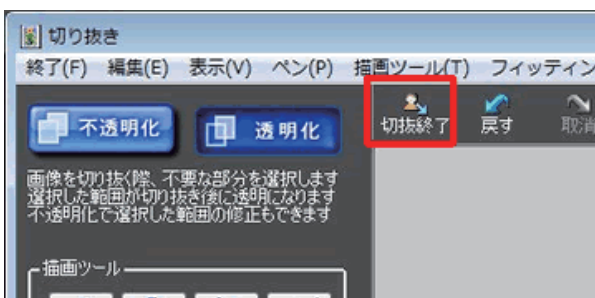 切り抜き
終了(F) 編集(E) 表示(V) ペン(P) 描画ツール(T) フィッティン
不透明化 透明化 切抜終了 戻す 取消
画像を切り抜く際、不要な部分を選択します
選択した範囲が切り抜き後に透明になります
不透明化で選択した範囲の修正もできます
描画ツール